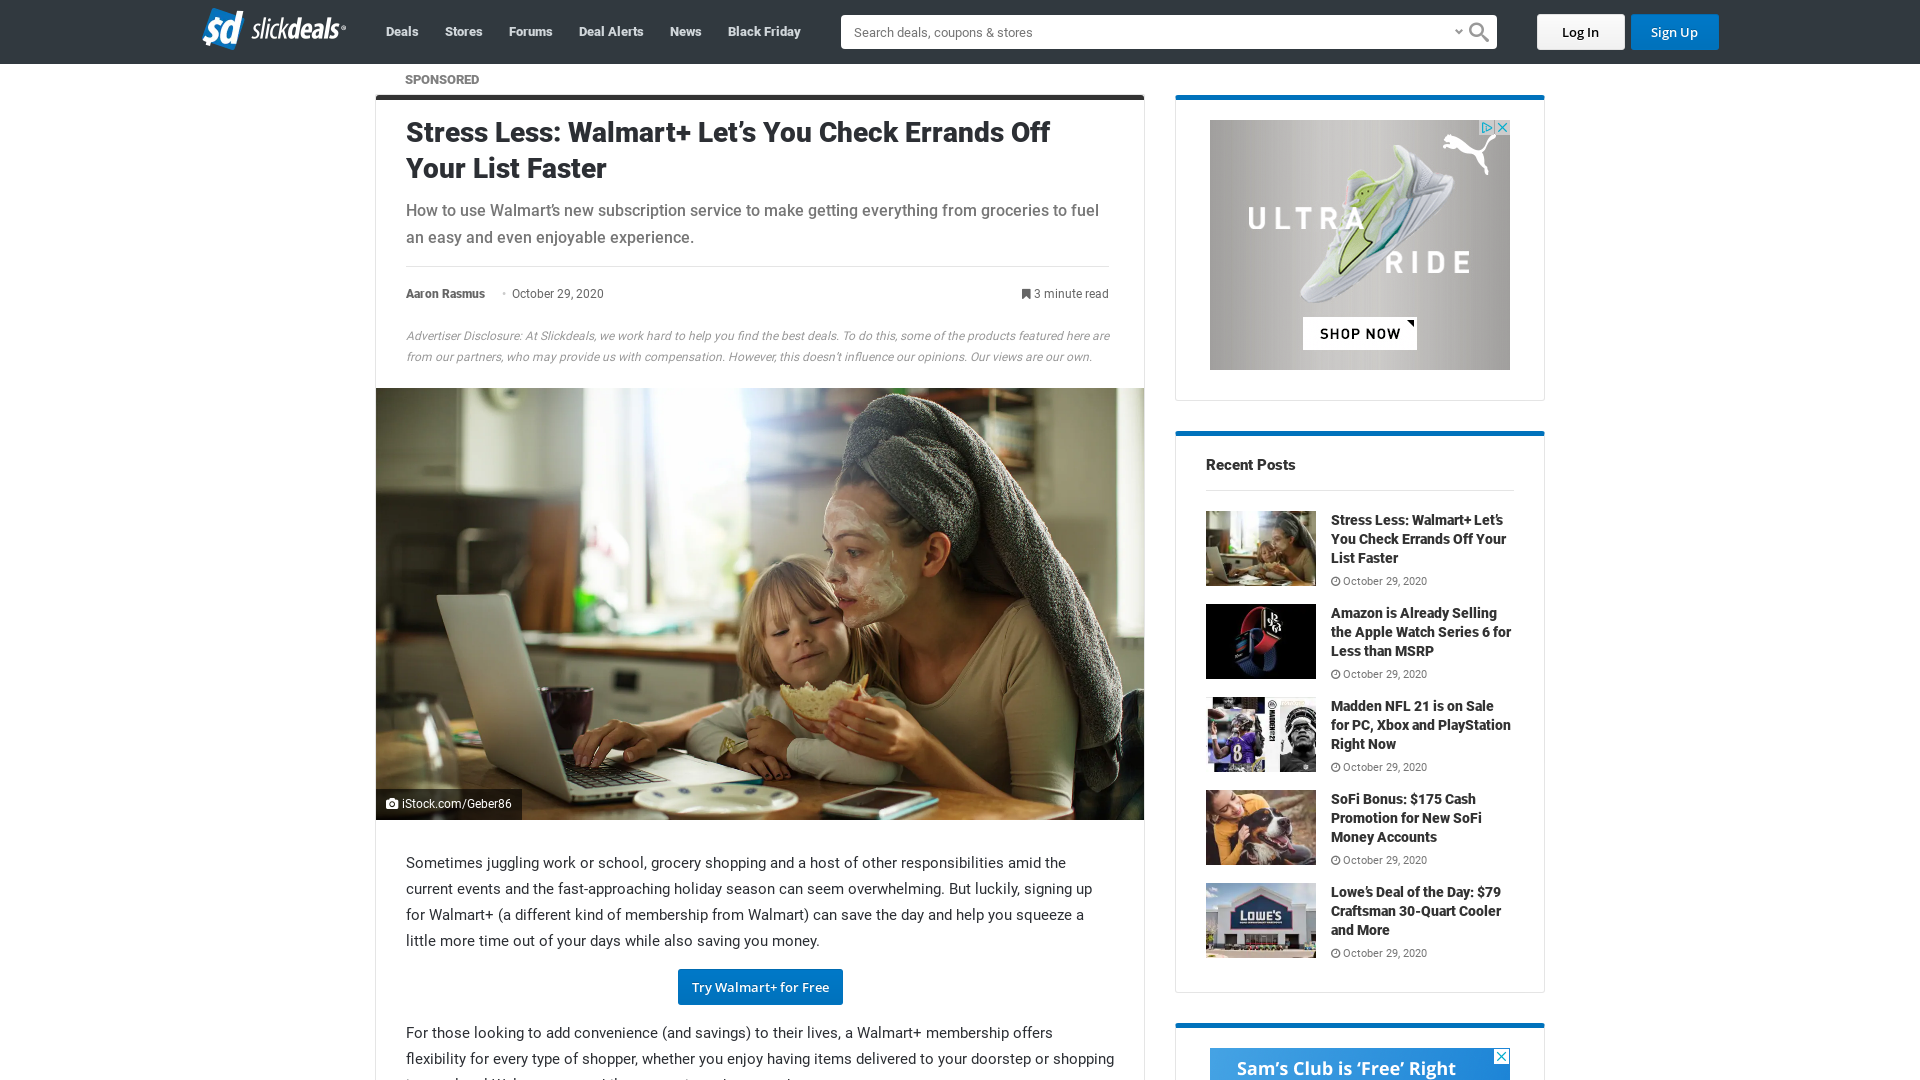 slickdeals
Deals
Stores
Forums
Deal Alerts
News
Black Friday
Search deals, coupons & stores
Log In
Sign Up
SPONSORED
Stress Less: Walmart+ Let’s You Check Errands Off
Your List Faster
How to use Walmart’s new subscription service to make getting everything from groceries to fuel
an easy and even enjoyable experience.
Aaron Rasmus
October 29, 2020
3 minute read
Advertiser Disclosure: At Slickdeals, we work hard to help you find the best deals. To do this, some of the products featured here are
from our partners, who may provide us with compensation. However, this doesn’t influence our opinions. Our views are our own.
iStock.com/Geber86
Sometimes juggling work or school, grocery shopping and a host of other responsibilities amid the
current events and the fast-approaching holiday season can seem overwhelming. But luckily, signing up
for Walmart+ (a different kind of membership from Walmart) can save the day and help you squeeze a
little more time out of your days while also saving you money.
Try Walmart+ for Free
For those looking to add convenience (and savings) to their lives, a Walmart+ membership offers
flexibility for every type of shopper, whether you enjoy having items delivered to your doorstep or shopping
ULTRA
RIDE
SHOP NOW
Recent Posts
Stress Less: Walmart+ Let’s
You Check Errands Off Your
List Faster
October 29, 2020
Amazon is Already Selling
the Apple Watch Series 6 for
Less than MSRP
October 29, 2020
Madden NFL 21 is on Sale
for PC, Xbox and PlayStation
Right Now
October 29, 2020
SoFi Bonus: $175 Cash
Promotion for New SoFi
Money Accounts
October 29, 2020
LOWE'S
Lowe’s Deal of the Day: $79
Craftsman 30-Quart Cooler
and More
October 29, 2020
Sam’s Club is ‘Free’ Right